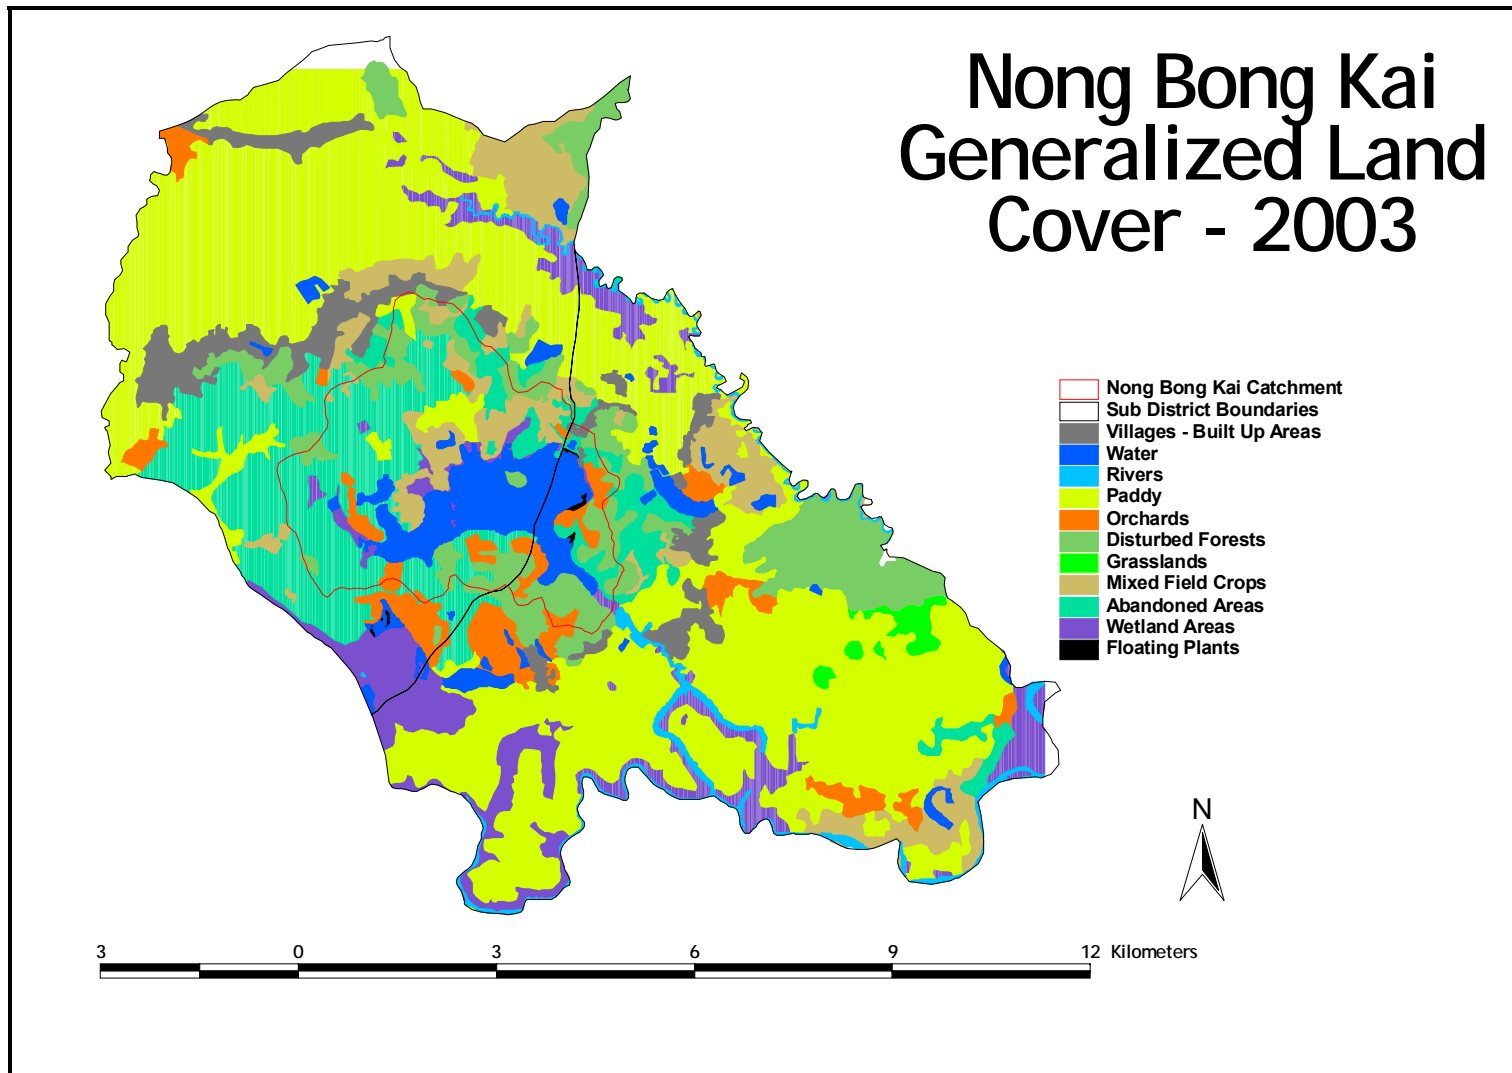 Nong Bong Kai
Generalized Land
Cover - 2003
Nong Bong Kai Catchment
Sub District Boundaries
Villages - Built Up Areas
Water
Rivers
Paddy
Orchards
Disturbed Forests
Grasslands
Mixed Field Crops
Abandoned Areas
Wetland Areas
Floating Plants
N
3 0 3 6 9 12 Kilometers